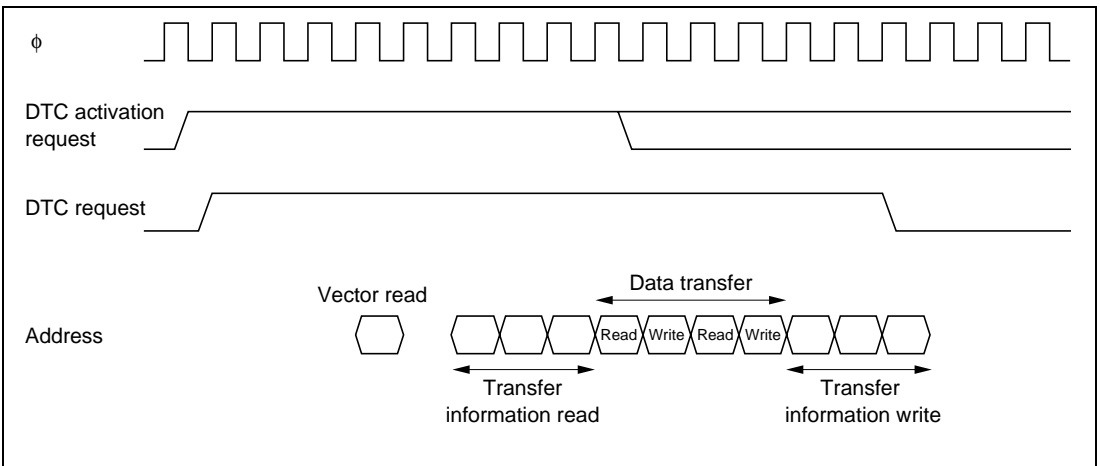 ϕ
DTC activation
request
DTC request
Vector read
Data transfer
Address
Read Write Read Write
Transfer
information read
Transfer
information write